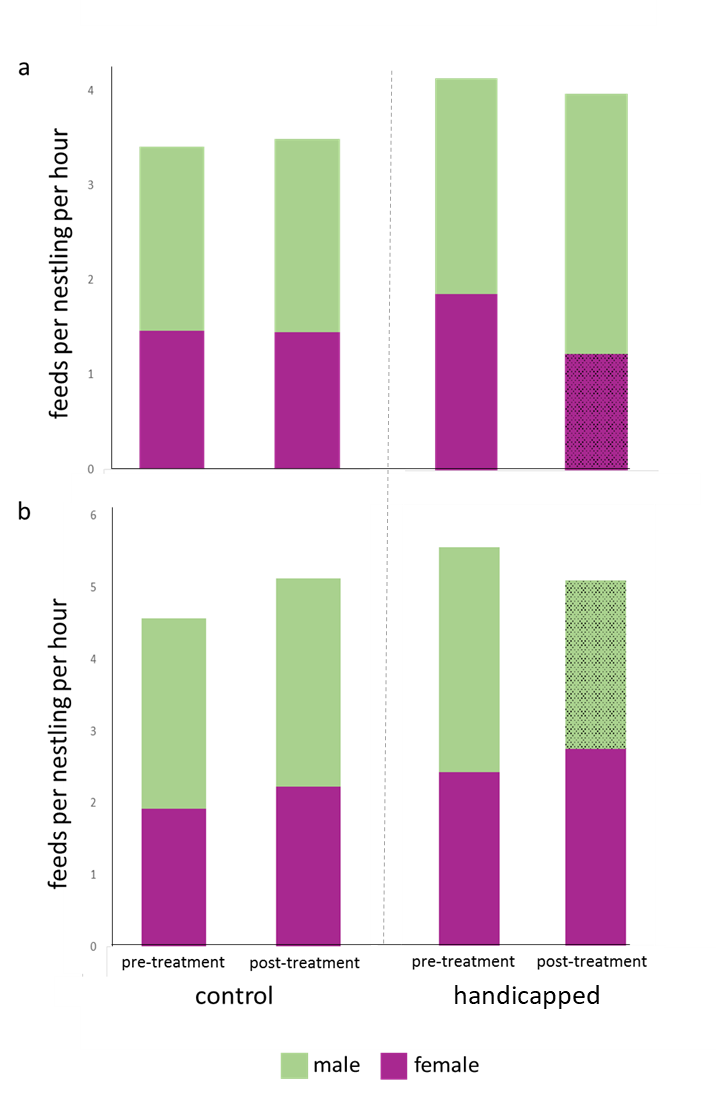 a
feeds per nestling per hour
4
3
2
1
0
b
feeds per nestling per hour
6
5
4
3
2
1
0
pre-treatment post-treatment pre-treatment post-treatment
control handicapped
male female